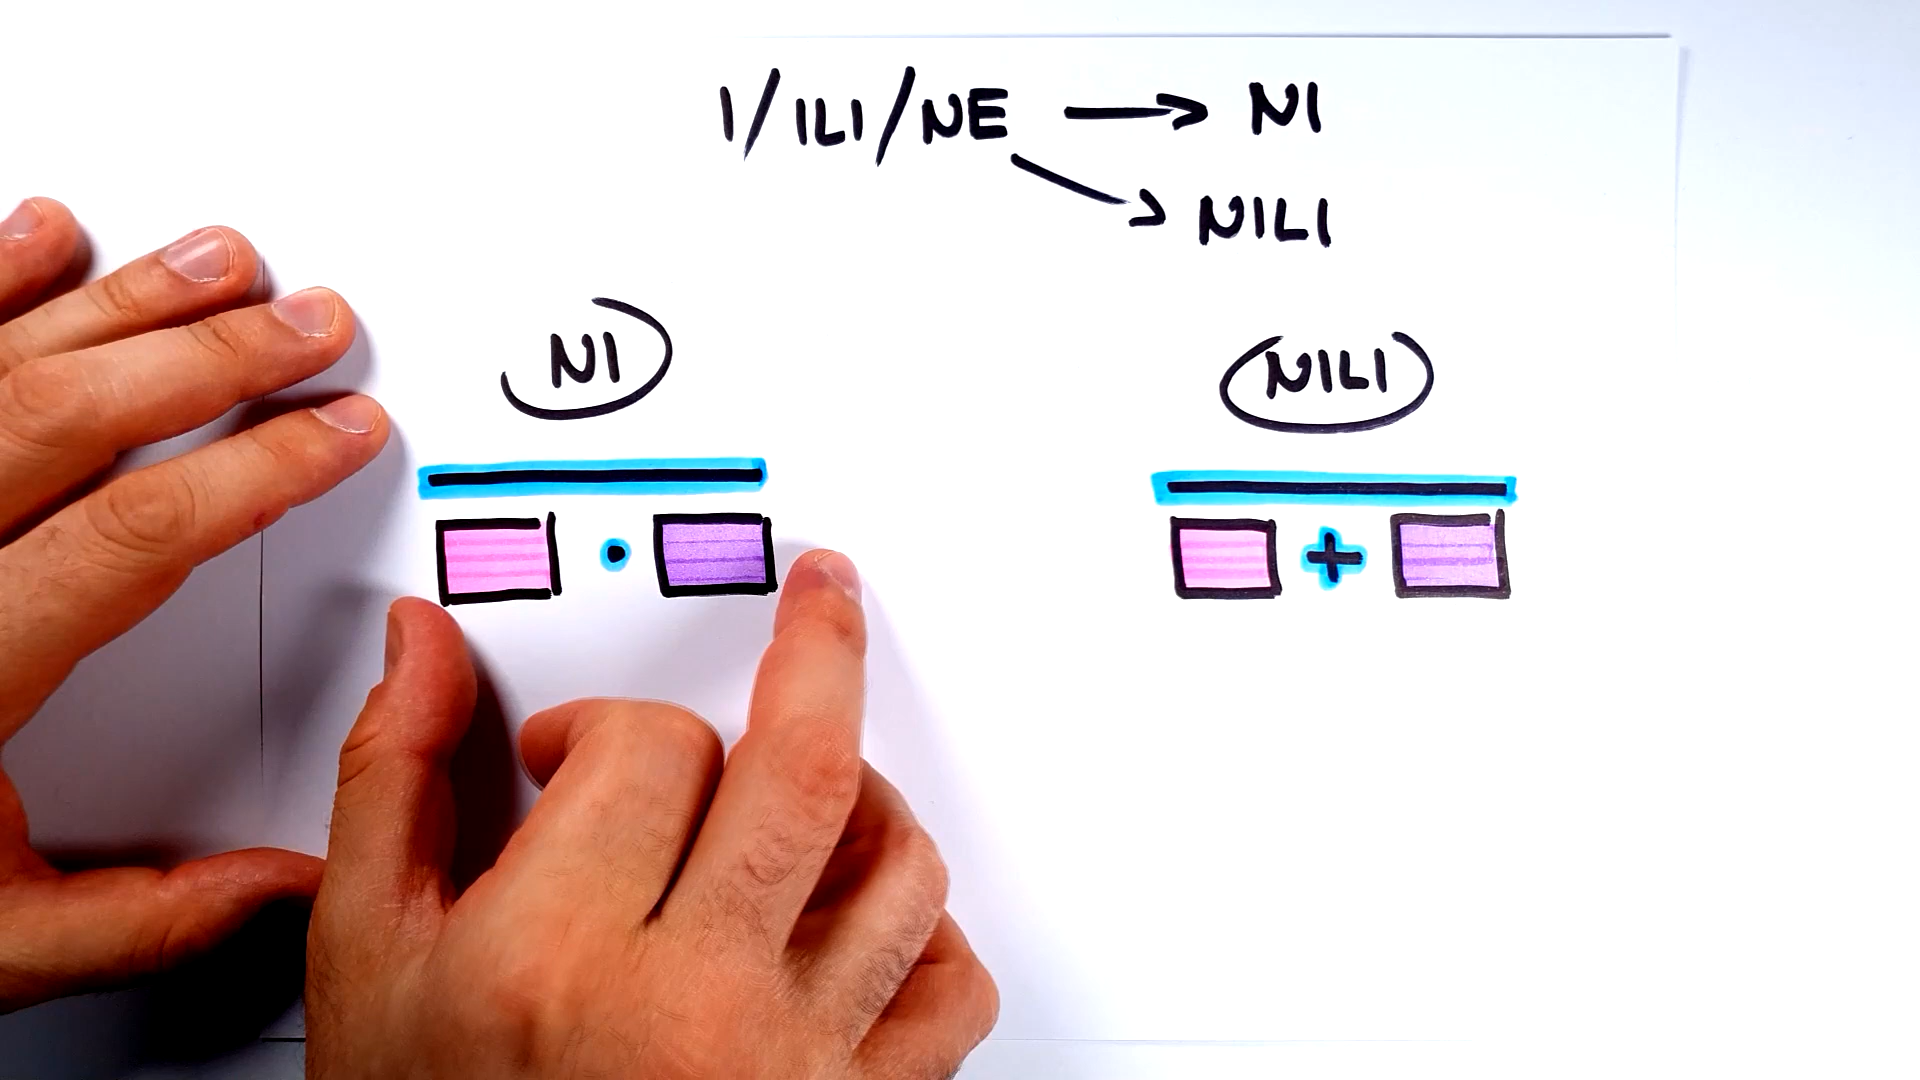 I/ILI/NE → NI
→ NILI
NI
NILI
·
+